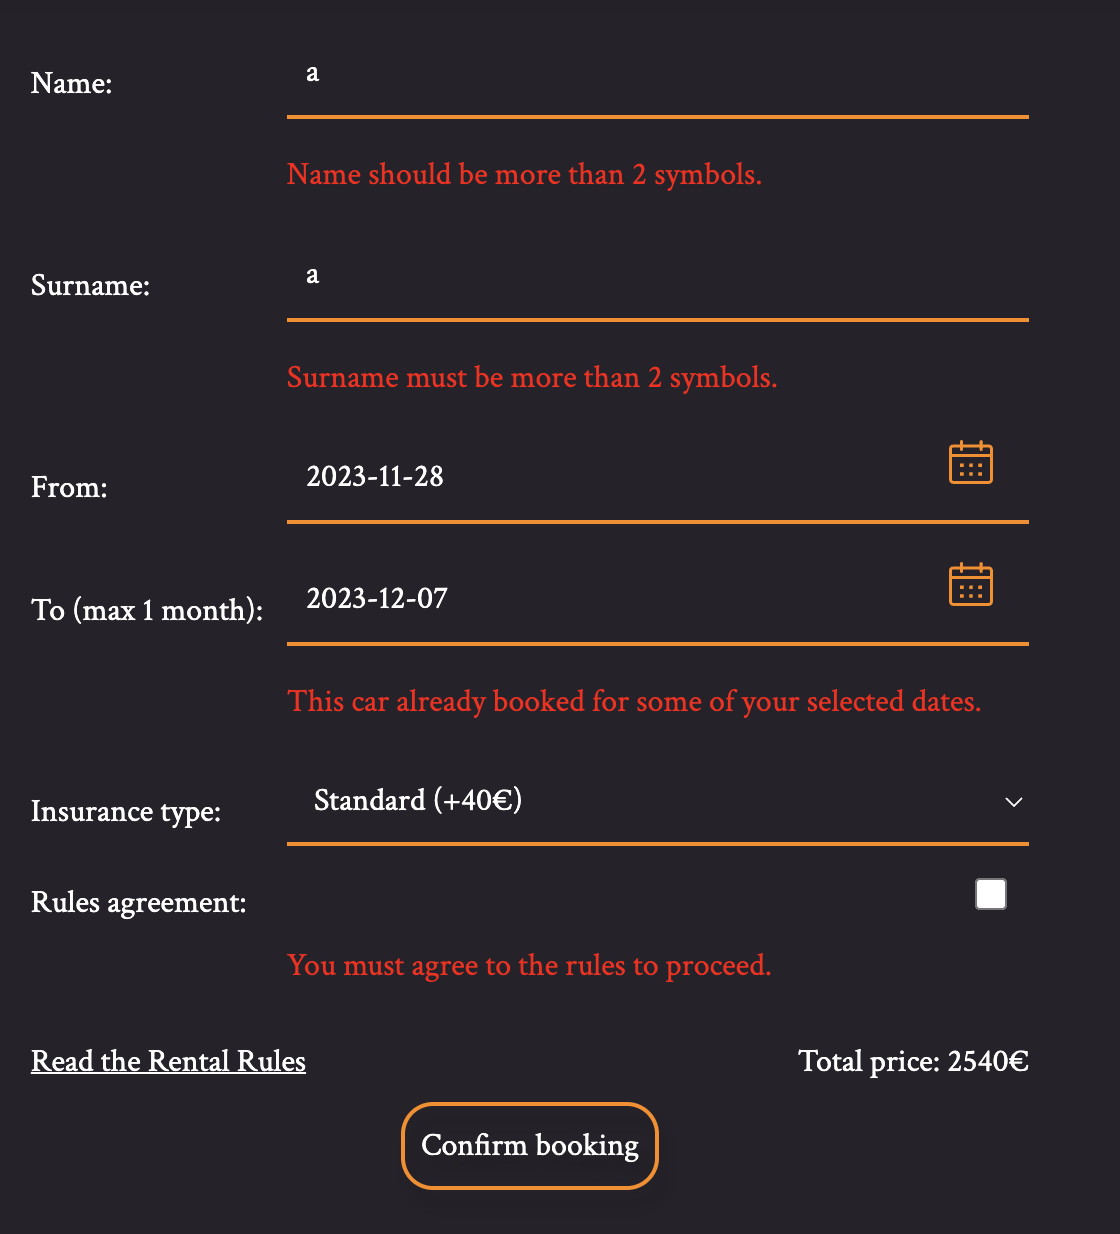 Name:
a
Name should be more than 2 symbols.
Surname:
a
Surname must be more than 2 symbols.
From:
2023-11-28
To (max 1 month):
2023-12-07
This car already booked for some of your selected dates.
Insurance type:
Standard (+40€)
Rules agreement:
You must agree to the rules to proceed.
Read the Rental Rules
Total price: 2540€
Confirm booking